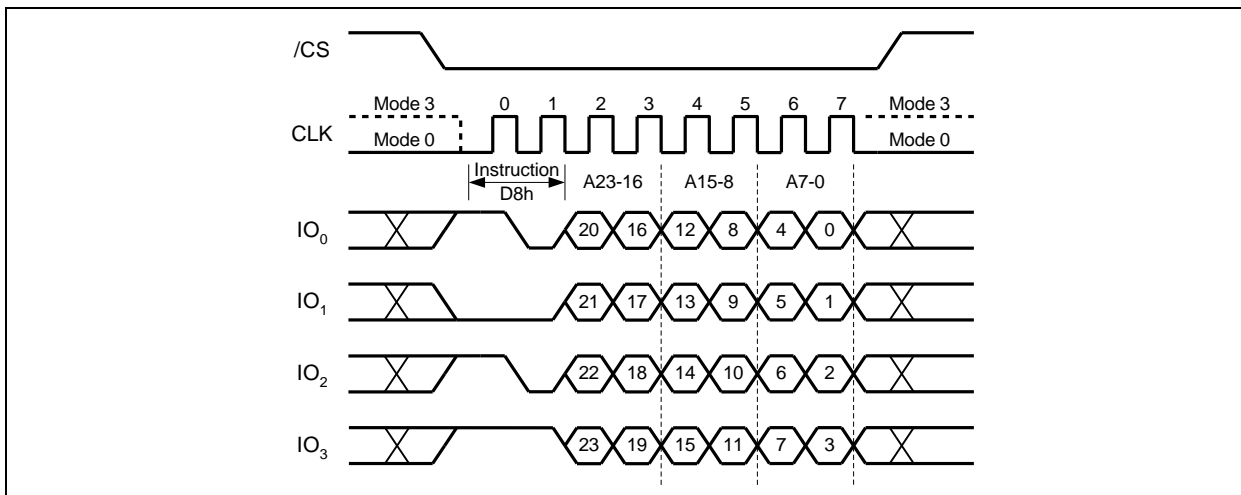 /CS
Mode 3 0 1 2 3 4 5 6 7 Mode 3
CLK
Mode 0 Mode 0
Instruction
D8h
A23-16 A15-8 A7-0
IO0 20 16 12 8 4 0
IO1 21 17 13 9 5 1
IO2 22 18 14 10 6 2
IO3 23 19 15 11 7 3